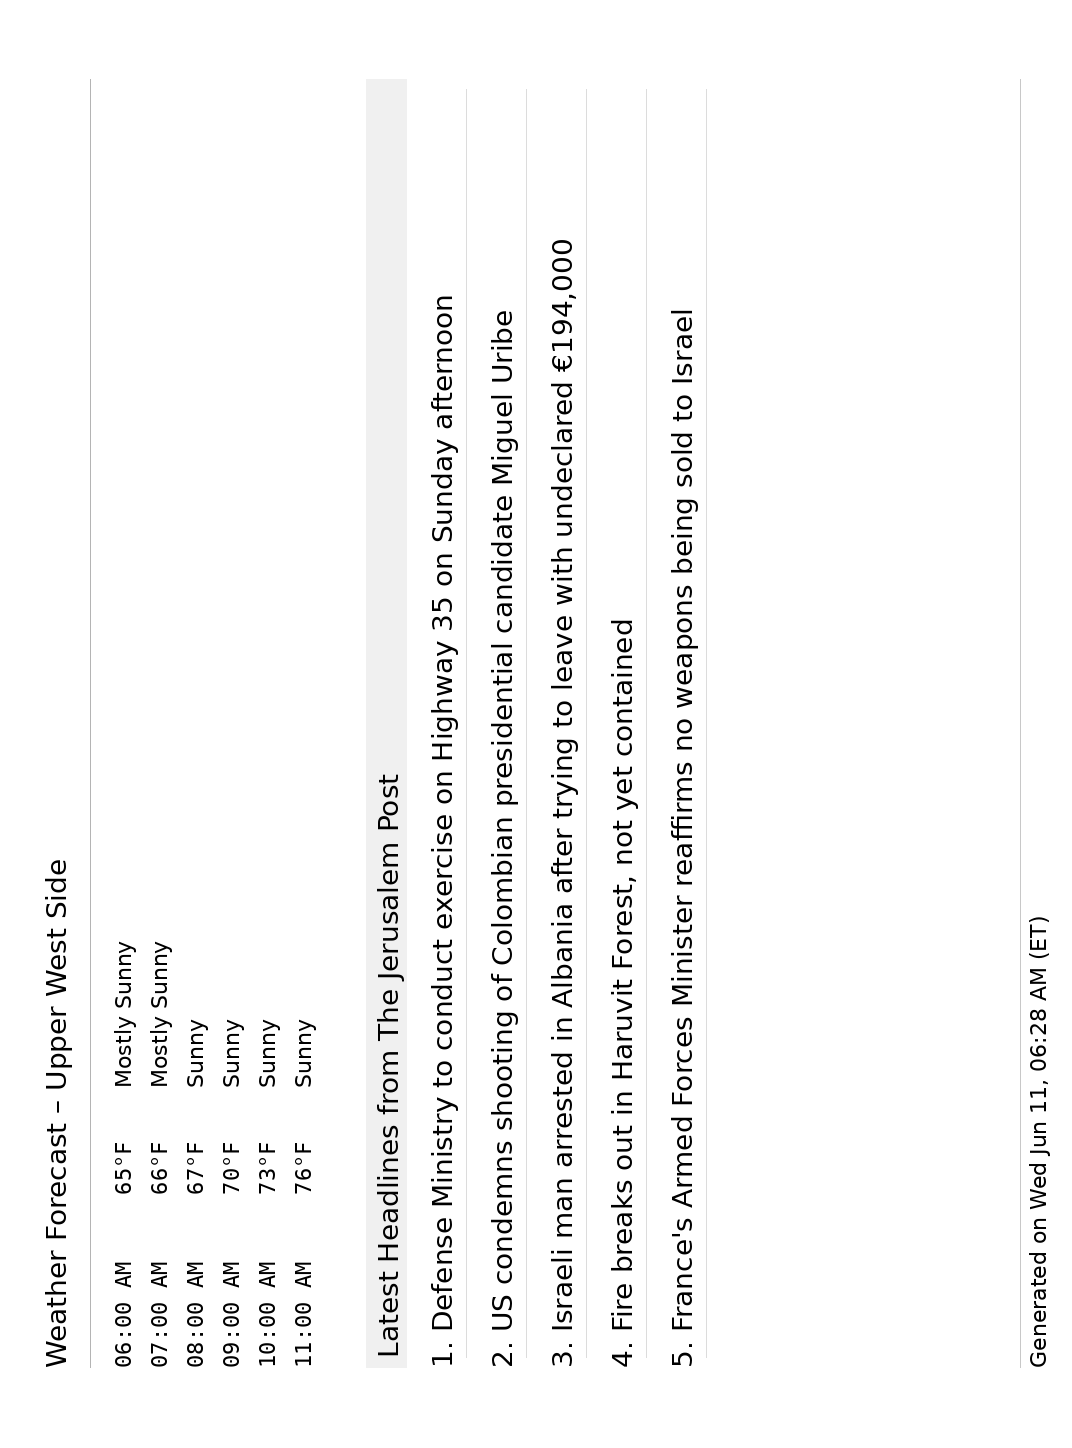 Weather Forecast – Upper West Side
06:00 AM 65°F Mostly Sunny
07:00 AM 66°F Mostly Sunny
08:00 AM 67°F Sunny
09:00 AM 70°F Sunny
10:00 AM 73°F Sunny
11:00 AM 76°F Sunny
Latest Headlines from The Jerusalem Post
1. Defense Ministry to conduct exercise on Highway 35 on Sunday afternoon
2. US condemns shooting of Colombian presidential candidate Miguel Uribe
3. Israeli man arrested in Albania after trying to leave with undeclared €194,000
4. Fire breaks out in Haruvit Forest, not yet contained
5. France's Armed Forces Minister reaffirms no weapons being sold to Israel
Generated on Wed Jun 11, 06:28 AM (ET)